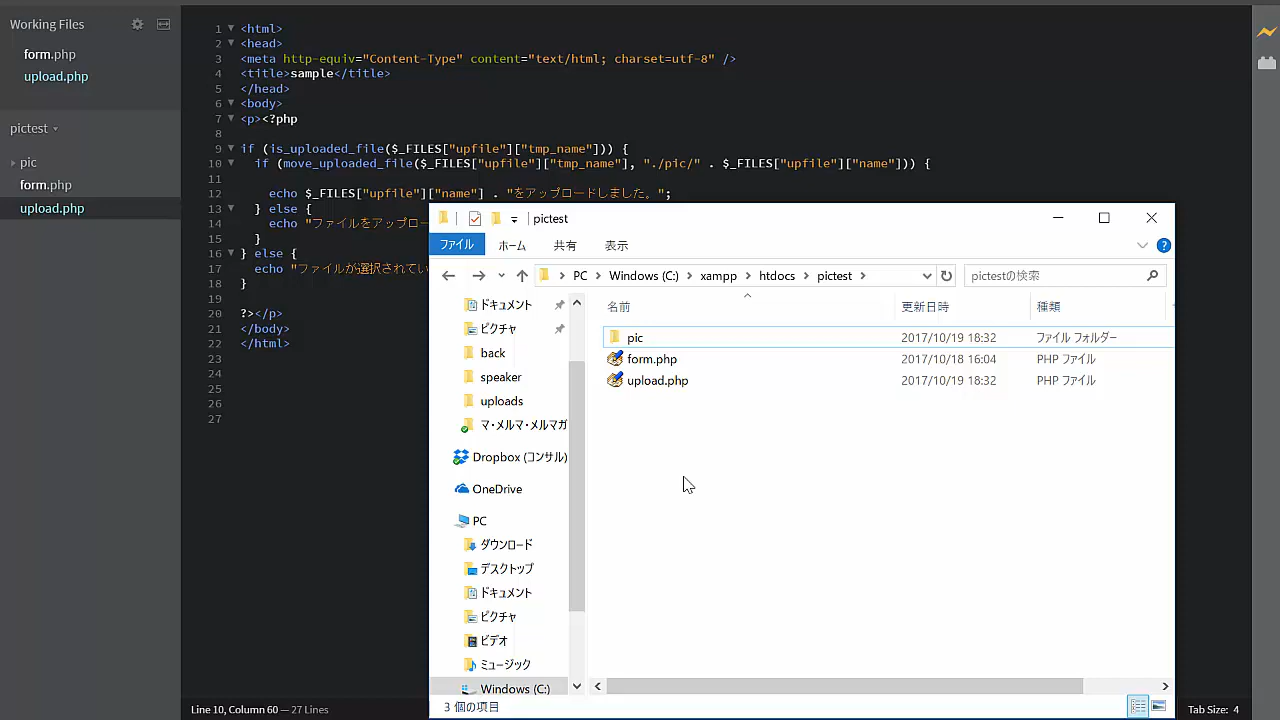 Working Files
form.php
upload.php
pictest
pic
form.php
upload.php
1 <html>
2 <head>
3 <meta http-equiv="Content-Type" content="text/html; charset=utf-8" />
4 <title>sample</title>
5 </head>
6 <body>
7 <p><?php
8
9 if (is_uploaded_file($_FILES["upfile"]["tmp_name"])) {
10 if (move_uploaded_file($_FILES["upfile"]["tmp_name"], "./pic/" . $_FILES["upfile"]["name"])) {
11
12 echo $_FILES["upfile"]["name"] . "をアップロードしました。";
13 } else {
14 echo "ファイルをアップロー
15 }
16 } else {
17 echo "ファイルが選択されてい
18 }
19
20 ?></p>
21 </body>
22 </html>
23
24
25
26
27
Line 10, Column 60 — 27 Lines
Tab Size: 4
pictest
ファイル ホーム 共有 表示
PC Windows (C:) xampp htdocs pictest
pictestの検索
ドキュメント
ピクチャ
back
speaker
uploads
マ・メルマ・メルマガ
Dropbox (コンサル)
OneDrive
PC
ダウンロード
デスクトップ
ドキュメント
ピクチャ
ビデオ
ミュージック
Windows (C:)
名前 更新日時 種類
pic 2017/10/19 18:32 ファイル フォルダー
form.php 2017/10/18 16:04 PHP ファイル
upload.php 2017/10/19 18:32 PHP ファイル
3 個の項目